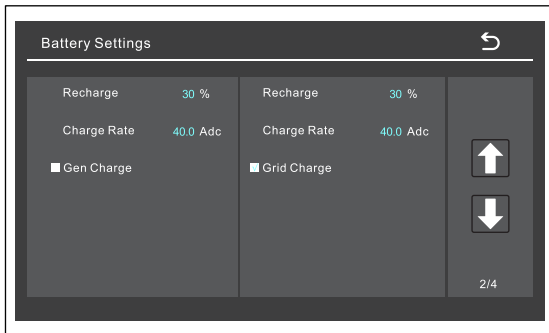 Battery Settings
Recharge 30 % Recharge 30 %
Charge Rate 40.0 Adc Charge Rate 40.0 Adc
Gen Charge Grid Charge
2/4